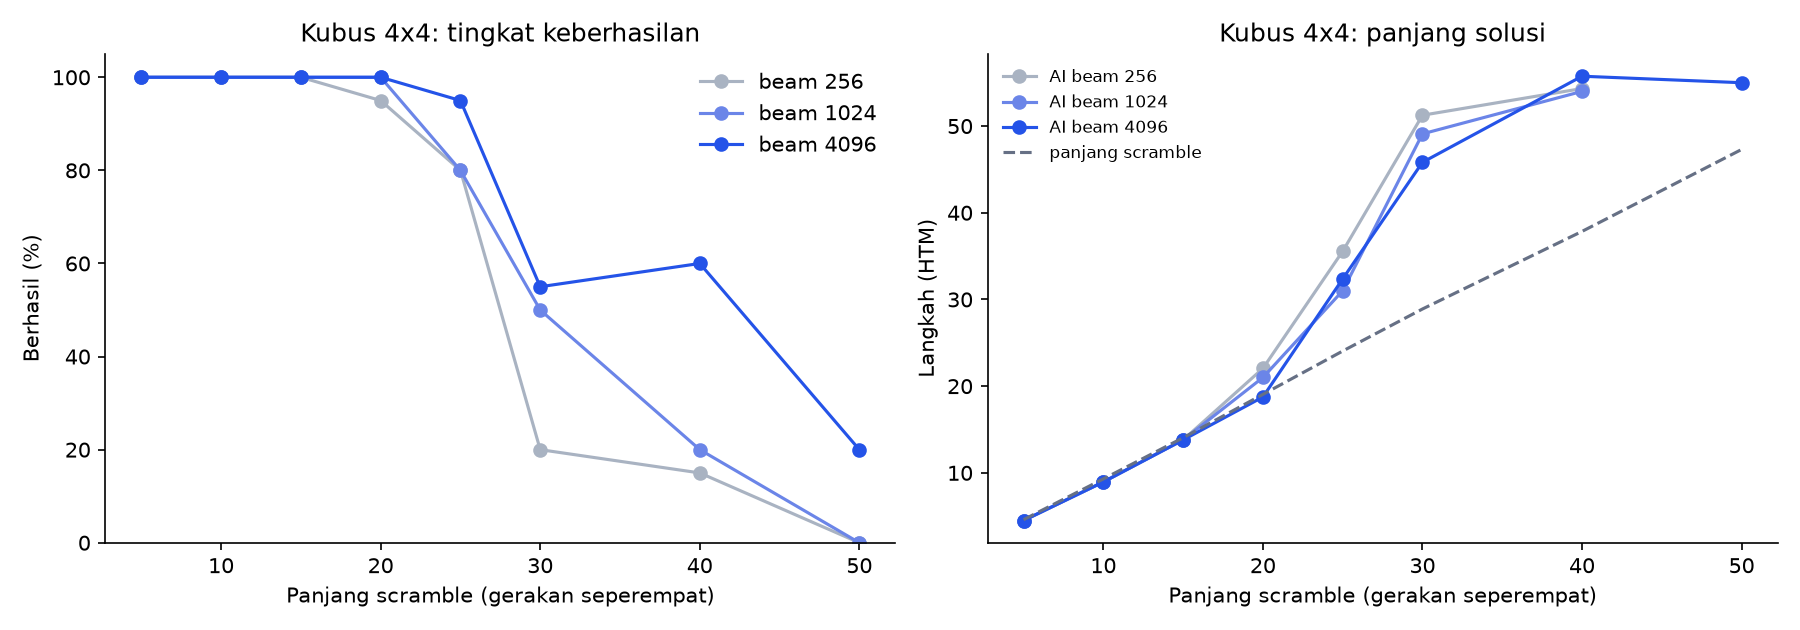 Kubus 4x4: tingkat keberhasilan
Berhasil (%)
100
80
60
40
20
0
10
20
30
40
50
Panjang scramble (gerakan seperempat)
beam 256
beam 1024
beam 4096
Kubus 4x4: panjang solusi
Langkah (HTM)
50
40
30
20
10
10
20
30
40
50
Panjang scramble (gerakan seperempat)
AI beam 256
AI beam 1024
AI beam 4096
panjang scramble